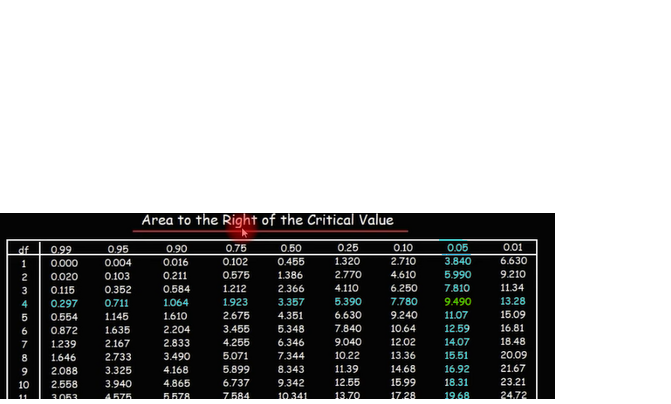 Area to the Right of the Critical Value
df 0.99 0.95 0.90 0.75 0.50 0.25 0.10 0.05 0.01
1 0.000 0.004 0.016 0.102 0.455 1.320 2.710 3.840 6.630
2 0.020 0.103 0.211 0.575 1.386 2.770 4.610 5.990 9.210
3 0.115 0.352 0.584 1.212 2.366 4.110 6.250 7.810 11.34
4 0.297 0.711 1.064 1.923 3.357 5.390 7.780 9.490 13.28
5 0.554 1.145 1.610 2.675 4.351 6.630 9.240 11.07 15.09
6 0.872 1.635 2.204 3.455 5.348 7.840 10.64 12.59 16.81
7 1.239 2.167 2.833 4.255 6.346 9.040 12.02 14.07 18.48
8 1.646 2.733 3.490 5.071 7.344 10.22 13.36 15.51 20.09
9 2.088 3.325 4.168 5.899 8.343 11.39 14.68 16.92 21.67
10 2.558 3.940 4.865 6.737 9.342 12.55 15.99 18.31 23.21
11 3.053 4.575 5.578 7.584 10.341 13.70 17.28 19.68 24.72